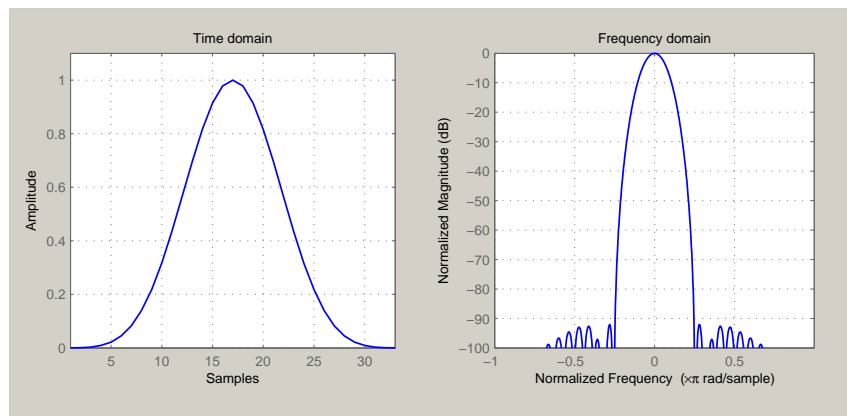 Time domain
Amplitude
1
0.8
0.6
0.4
0.2
0
5 10 15 20 25 30
Samples
Frequency domain
Normalized Magnitude (dB)
0
−10
−20
−30
−40
−50
−60
−70
−80
−90
−100
−1 −0.5 0 0.5
Normalized Frequency (×π rad/sample)